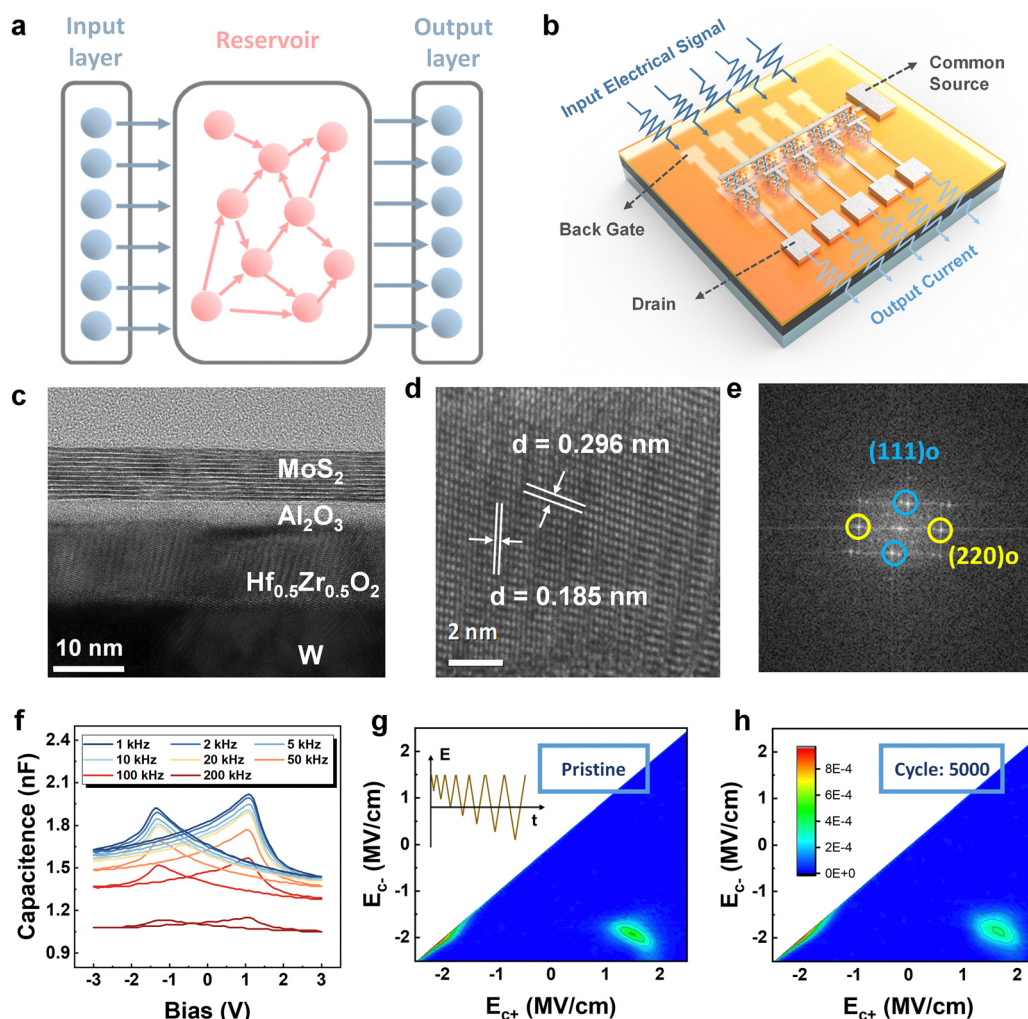 a
Input
layer
Reservoir
Output
layer
b
Input Electrical Signal
Common
Source
Back Gate
Drain
Output Current
c
MoS2
Al2O3
Hf0.5Zr0.5O2
10 nm
W
d
d = 0.296 nm
d = 0.185 nm
2 nm
e
(111)o
(220)o
f
2.4
2.1
1.8
1.5
1.2
0.9
Capacitence (nF)
1 kHz 2 kHz 5 kHz
10 kHz 20 kHz 50 kHz
100 kHz 200 kHz
-3 -2 -1 0 1 2 3
Bias (V)
g
2
1
0
-1
-2
Ec- (MV/cm)
E
t
Pristine
-2 -1 0 1 2
Ec+ (MV/cm)
h
2
1
0
-1
-2
Ec- (MV/cm)
8E-4
6E-4
4E-4
2E-4
0E+0
Cycle: 5000
-2 -1 0 1 2
Ec+ (MV/cm)